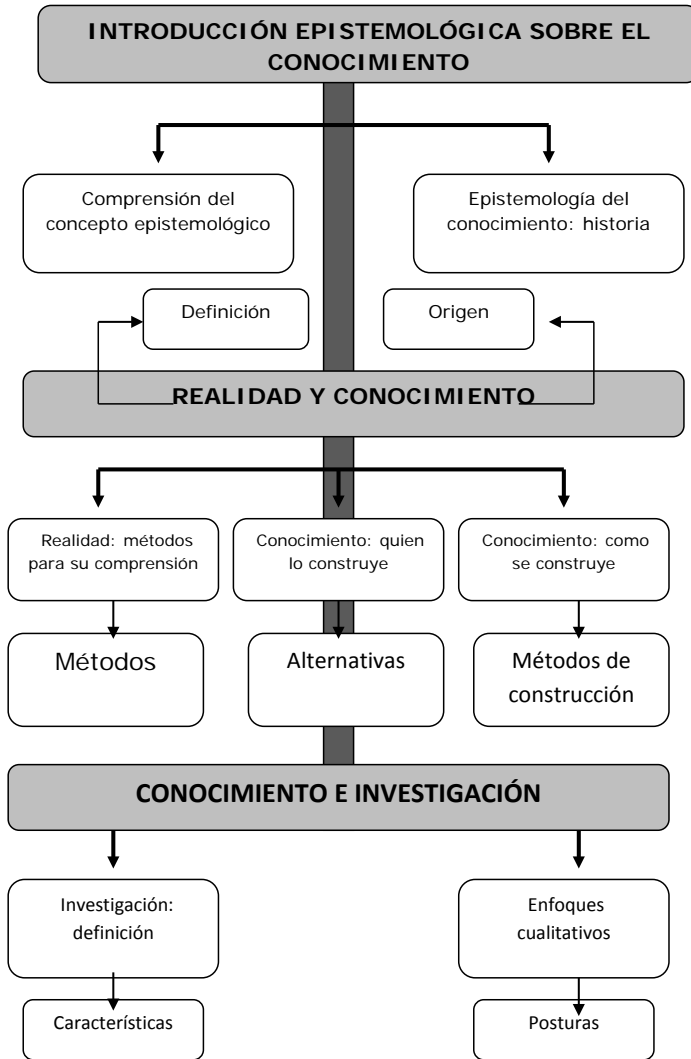 INTRODUCCIÓN EPISTEMOLÓGICA SOBRE EL
CONOCIMIENTO
Comprensión del
concepto epistemológico
Epistemología del
conocimiento: historia
Definición
Origen
REALIDAD Y CONOCIMIENTO
Realidad: métodos
para su comprensión
Conocimiento: quien
lo construye
Conocimiento: como
se construye
Métodos
Alternativas
Métodos de
construcción
CONOCIMIENTO E INVESTIGACIÓN
Investigación:
definición
Enfoques
cualitativos
Características
Posturas